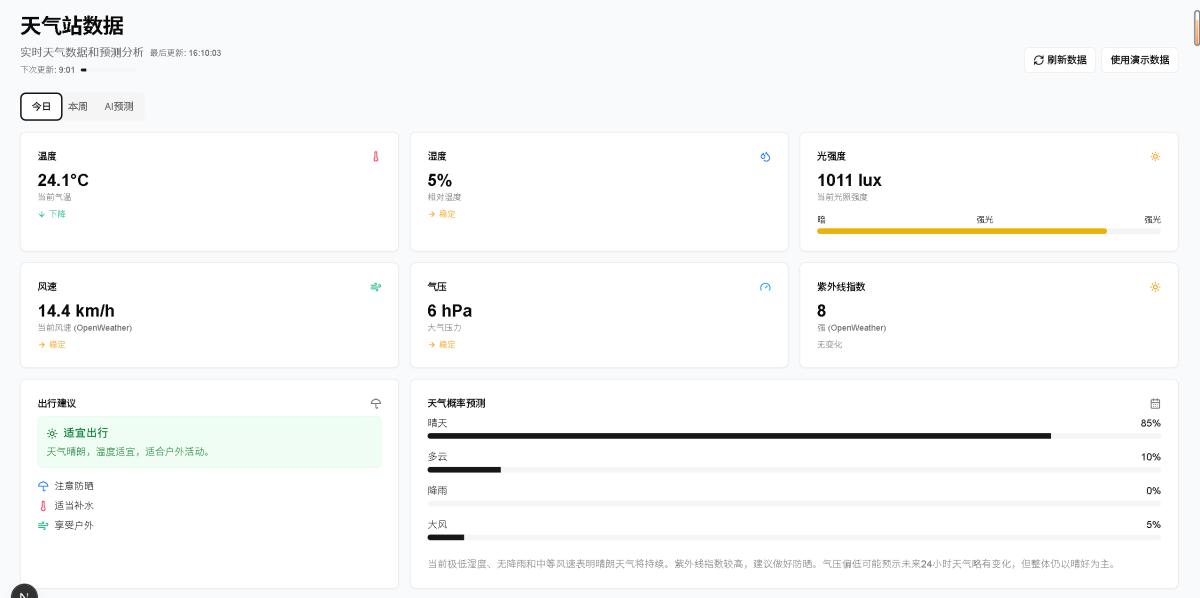 天气站数据
实时天气数据和预测分析 最后更新: 16:10:03
下次更新: 9:01
刷新数据
使用演示数据
今日 本周 AI预测
温度
24.1°C
当前气温
↓ 下降
湿度
5%
相对湿度
→ 稳定
光强度
1011 lux
当前光照强度
暗 强光 强光
风速
14.4 km/h
当前风速 (OpenWeather)
→ 稳定
气压
6 hPa
大气压力
→ 稳定
紫外线指数
8
强 (OpenWeather)
无变化
出行建议
适宜出行
天气晴朗，温度适宜，适合户外活动。
注意防晒
适当补水
享受户外
天气概率预测
晴天 85%
多云 10%
降雨 0%
大风 5%
当前极低湿度、无降雨和中等风速表明晴朗天气将持续。紫外线指数较高，建议做好防晒。气压偏低可能预示未来24小时天气略有变化，但整体仍以晴好为主。
N